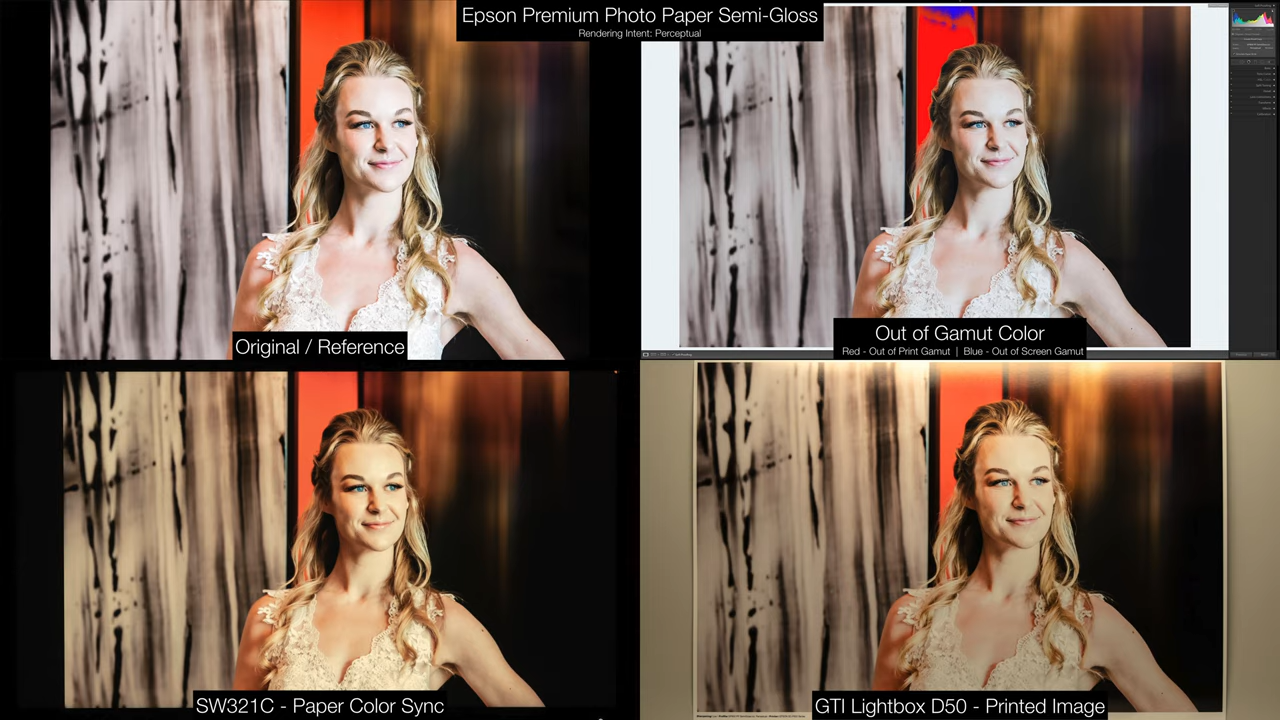 Epson Premium Photo Paper Semi-Gloss
Rendering Intent: Perceptual
Original / Reference
Out of Gamut Color
Red - Out of Print Gamut | Blue - Out of Screen Gamut
SW321C - Paper Color Sync
GTI Lightbox D50 - Printed Image